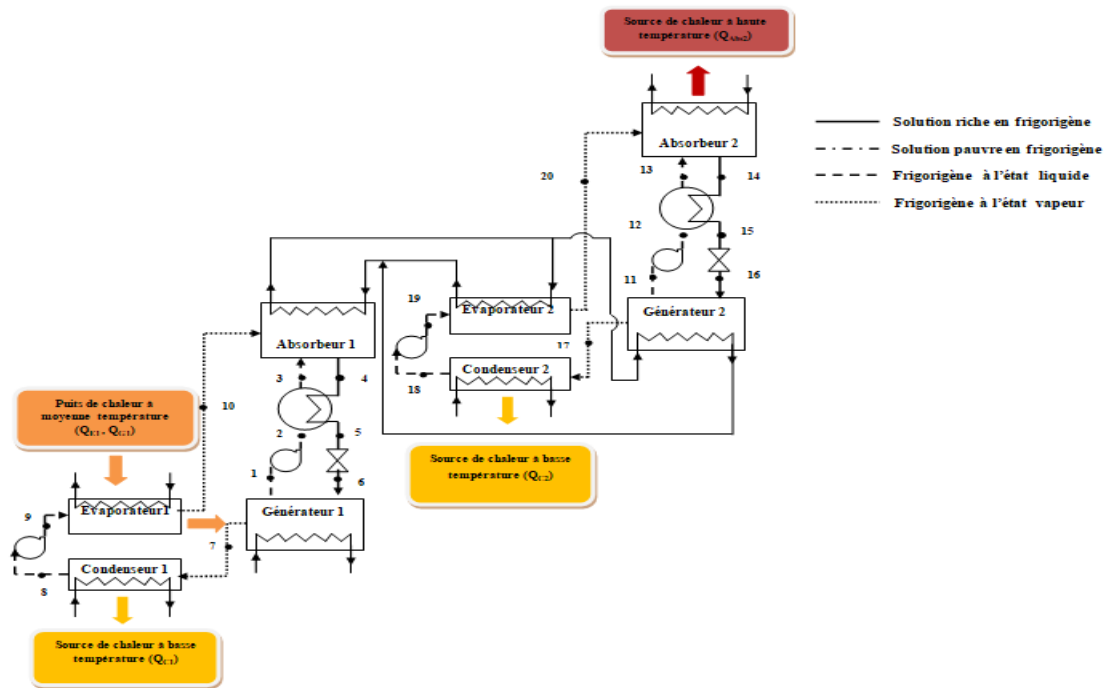 Source de chaleur à haute
température (QAbs2)
Absorbeur 2
Solution riche en frigorigène
Solution pauvre en frigorigène
Frigorigène à l'état liquide
Frigorigène à l'état vapeur
13
14
20
12
15
11
16
19
Evaporateur 2
Générateur 2
17
Absorbeur 1
Condenseur 2
18
3
4
Puits de chaleur à
moyenne température
(QE1, QG1)
10
2
5
Source de chaleur à basse
température (QC2)
1
6
9
Evaporateur1
Générateur 1
7
Condenseur 1
8
Source de chaleur à basse
température (QC1)